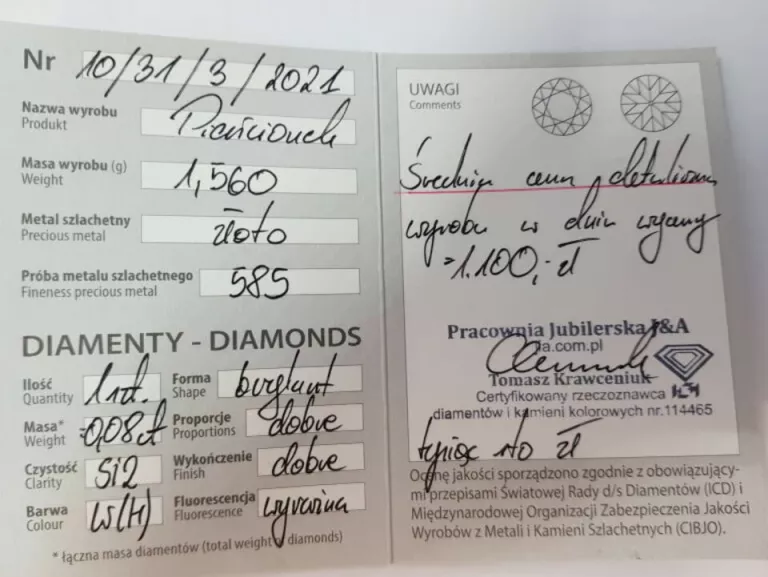 Nr 10/31/3/2021
Nazwa wyrobu Pierścionek
Produkt
Masa wyrobu (g) 1,560
Weight
Metal szlachetny złoto
Precious metal
Próba metalu szlachetnego 585
Fineness precious metal
DIAMENTY - DIAMONDS
Ilość 1szt.
Quantity
Forma brylant
Shape
Masa* 0,08ct
Weight
Proporcje dobre
Proportions
Czystość Si2
Clarity
Wykończenie dobre
Finish
Barwa W(H)
Colour
Fluorescencja wyraźna
Fluorescence
* łączna masa diamentów (total weight diamonds)
UWAGI
Comments
Średnia cena detaliczna
wyrobu w dniu wyceny
=1.100,- zł
Pracownia Jubilerska J&A
.com.pl
Tomasz Krawceniuk
Certyfikowany rzeczoznawca
diamentów i kamieni kolorowych nr.114465
tysiąc sto zł
Ocenę jakości sporządzono zgodnie z obowiązujący-
mi przepisami Światowej Rady d/s Diamentów (ICD) i
Międzynarodowej Organizacji Zabezpieczenia Jakości
Wyrobów z Metali i Kamieni Szlachetnych (CIBJO).